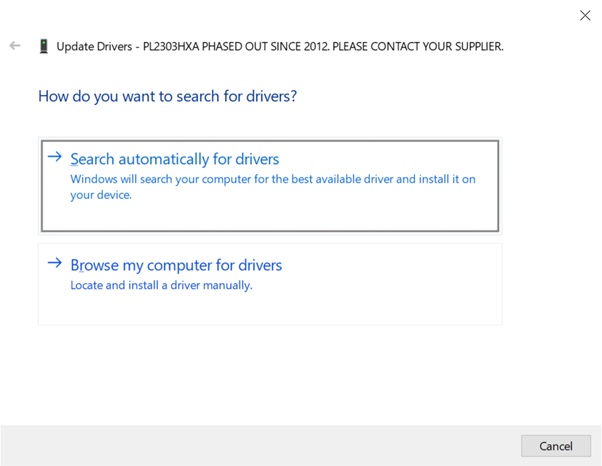 Update Drivers - PL2303HXA PHASED OUT SINCE 2012. PLEASE CONTACT YOUR SUPPLIER.
How do you want to search for drivers?
Search automatically for drivers
Windows will search your computer for the best available driver and install it on
your device.
Browse my computer for drivers
Locate and install a driver manually.
Cancel